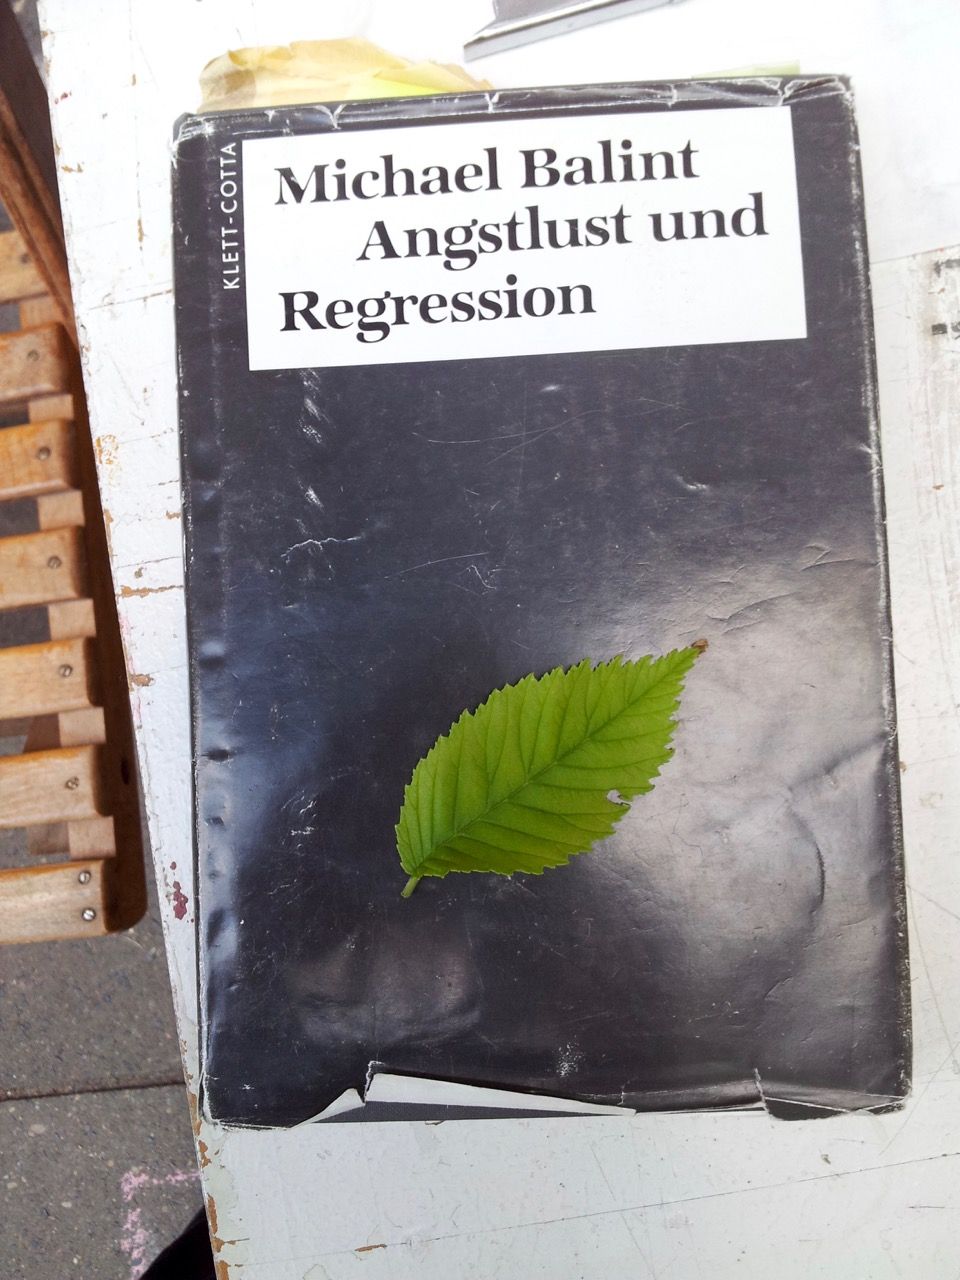 KLETT-COTTA
Michael Balint
Angstlust und
Regression